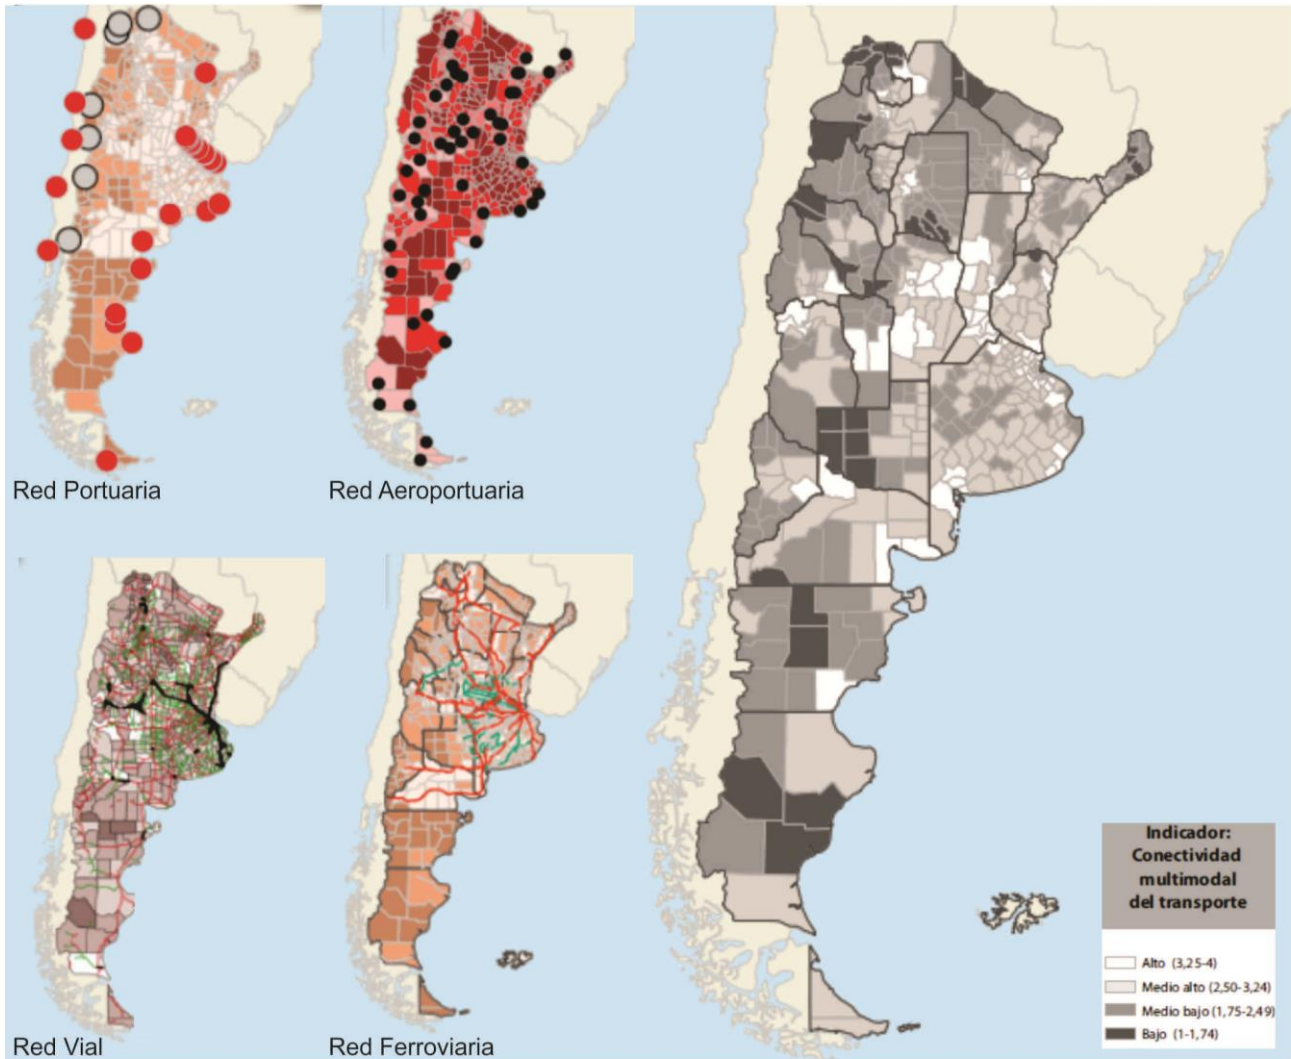 Red Portuaria
Red Aeroportuaria
Red Vial
Red Ferroviaria
Indicador:
Conectividad
multimodal
del transporte
Alto (3,25-4)
Medio alto (2,50-3,24)
Medio bajo (1,75-2,49)
Bajo (1-1,74)